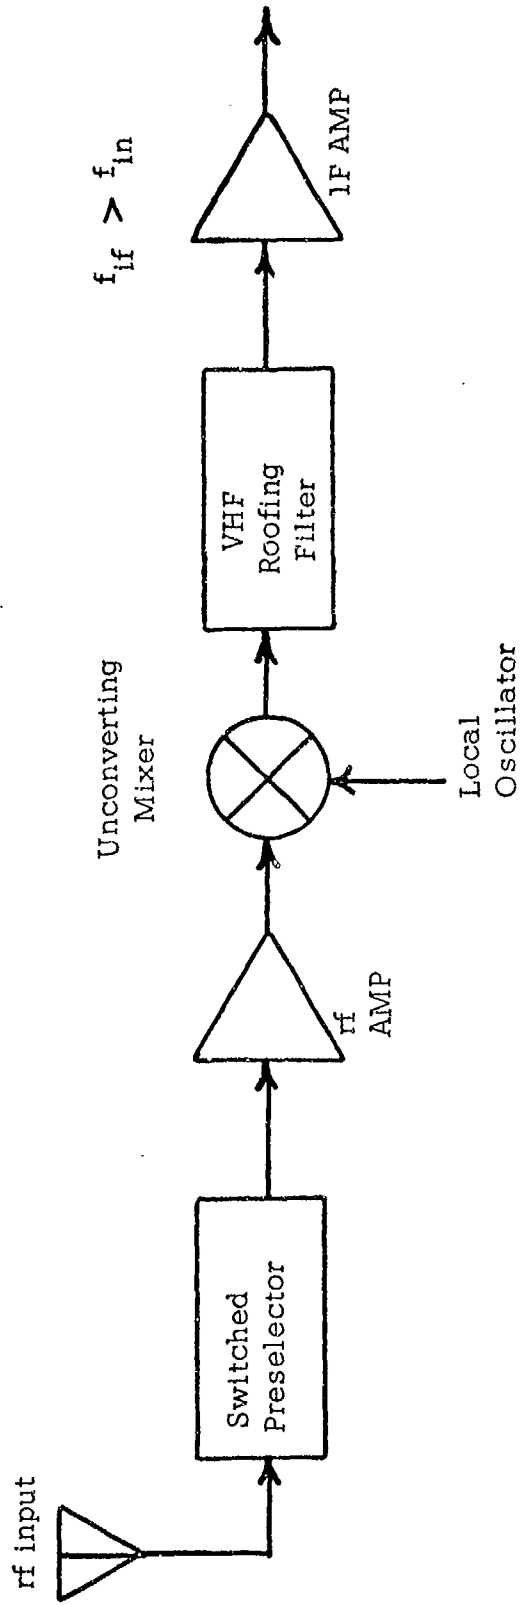 rf input
Switched
Preselector
rf
AMP
Unconverting
Mixer
Local
Oscillator
VHF
Roofing
Filter
f_if > f_in
IF AMP